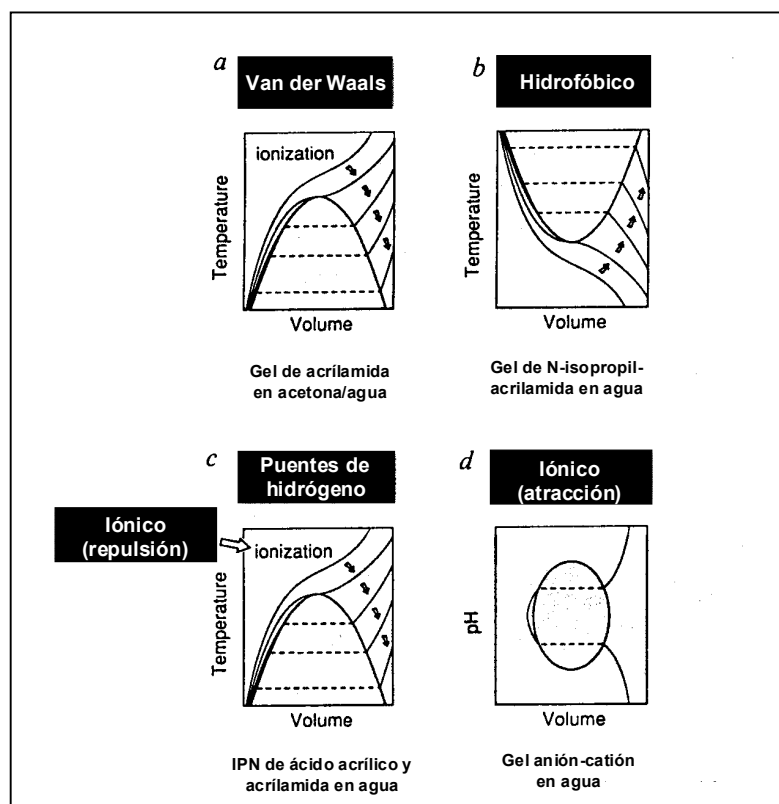 a
Van der Waals
ionization
Temperature
Volume
Gel de acrílamida
en acetona/agua
b
Hidrofóbico
Temperature
Volume
Gel de N-isopropil-
acrilamida en agua
c
Puentes de
hidrógeno
Iónico
(repulsión)
ionization
Temperature
Volume
IPN de ácido acrílico y
acrílamida en agua
d
Iónico
(atracción)
pH
Volume
Gel anión-catión
en agua